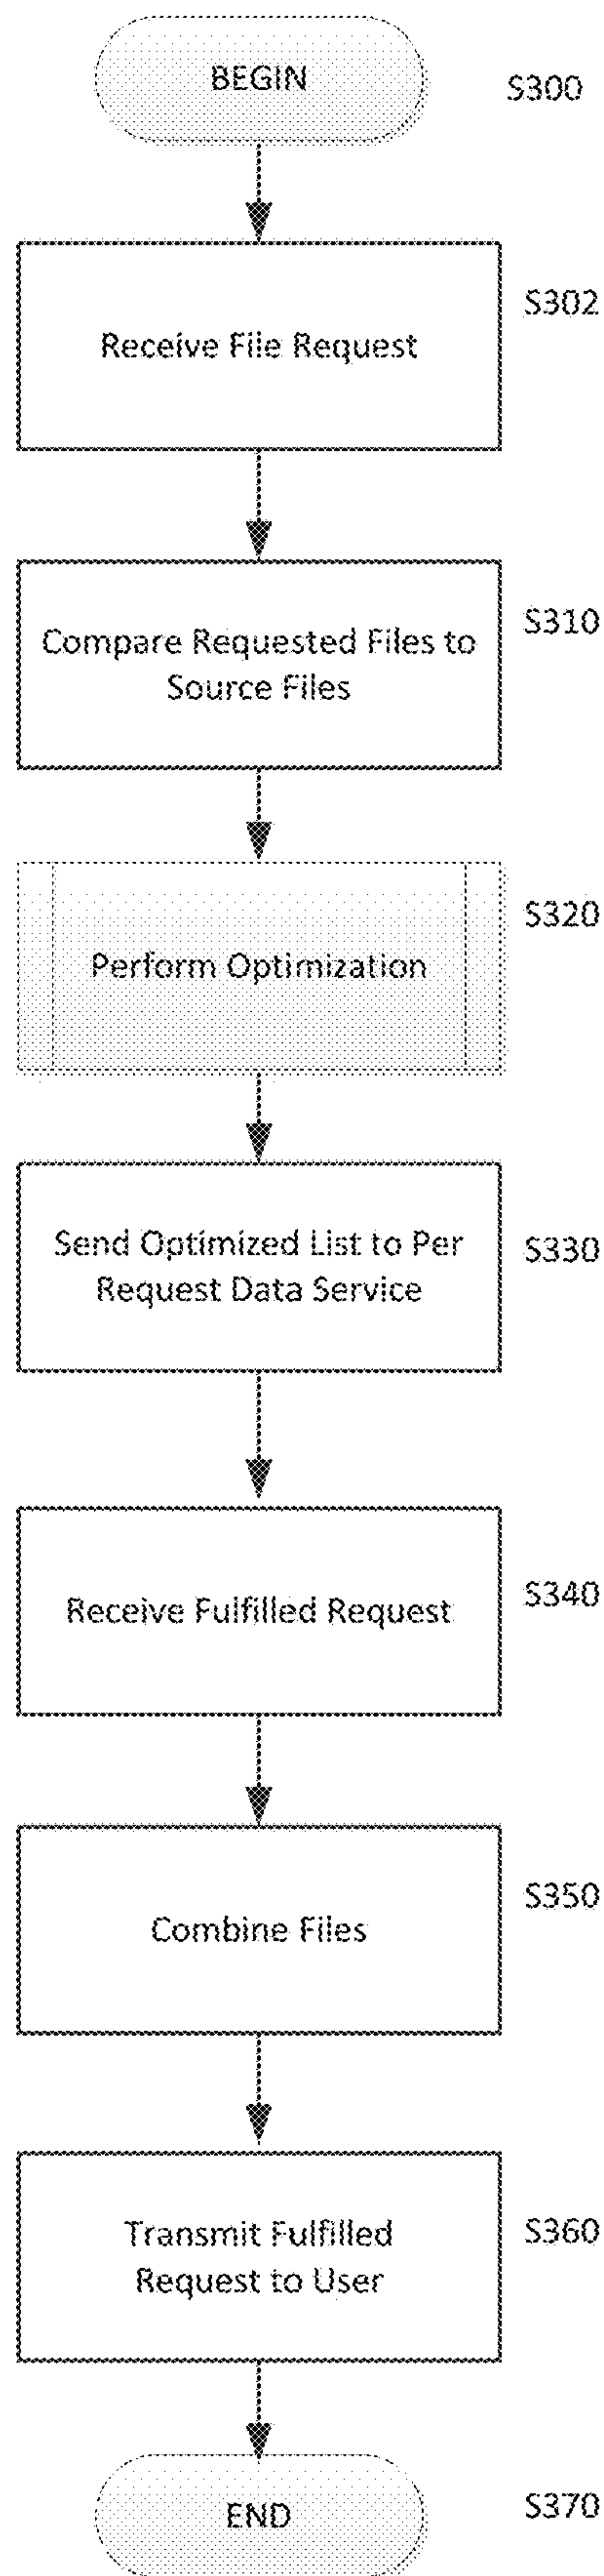 BEGIN
S300
Receive File Request
S302
Compare Requested Files to
Source Files
S310
Perform Optimization
S320
Send Optimized List to Per
Request Data Service
S330
Receive Fulfilled Request
S340
Combine Files
S350
Transmit Fulfilled
Request to User
S360
END
S370